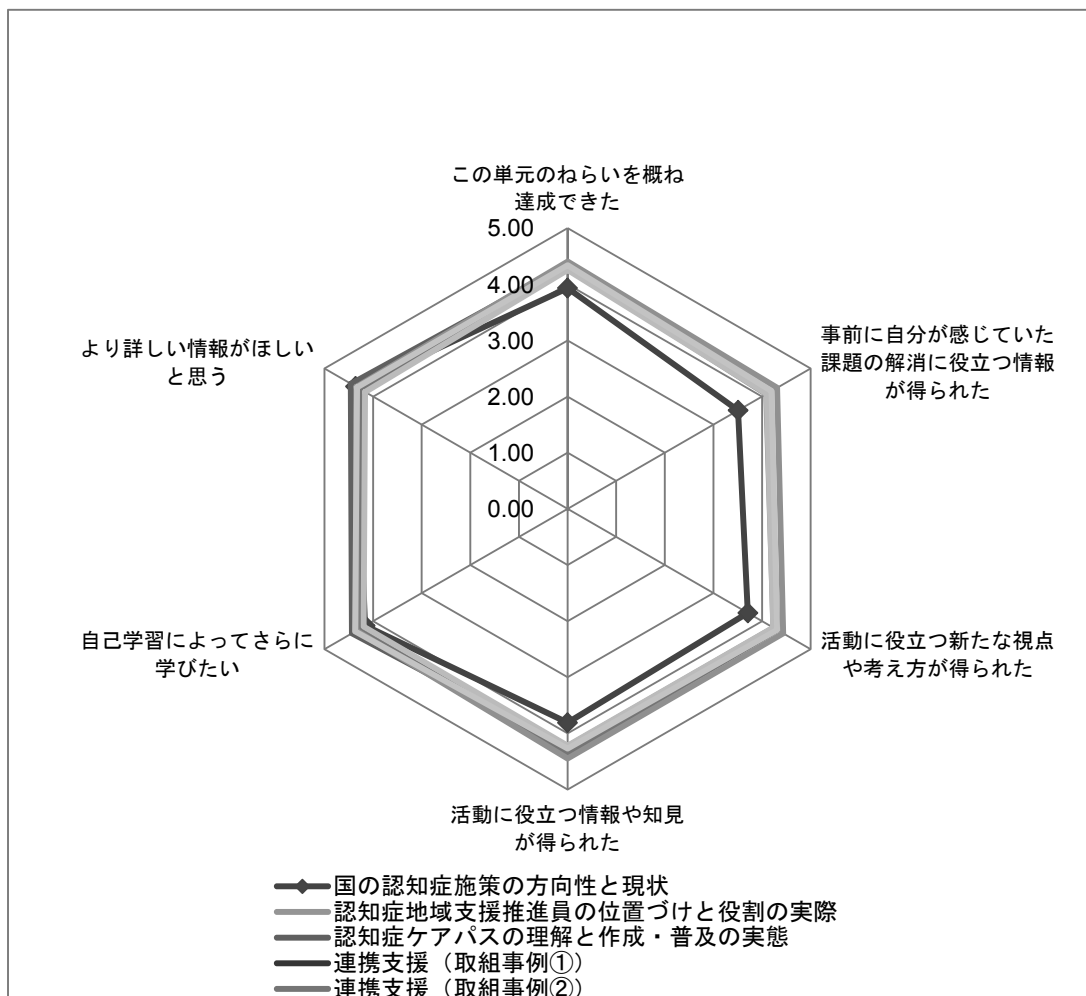 この単元のねらいを概ね
達成できた
5.00
4.00
3.00
2.00
1.00
0.00
事前に自分が感じていた
課題の解消に役立つ情報
が得られた
より詳しい情報がほしい
と思う
自己学習によってさらに
学びたい
活動に役立つ新たな視点
や考え方が得られた
活動に役立つ情報や知見
が得られた
国の認知症施策の方向性と現状
認知症地域支援推進員の位置づけと役割の実際
認知症ケアパスの理解と作成・普及の実態
連携支援（取組事例①）
連携支援（取組事例②）